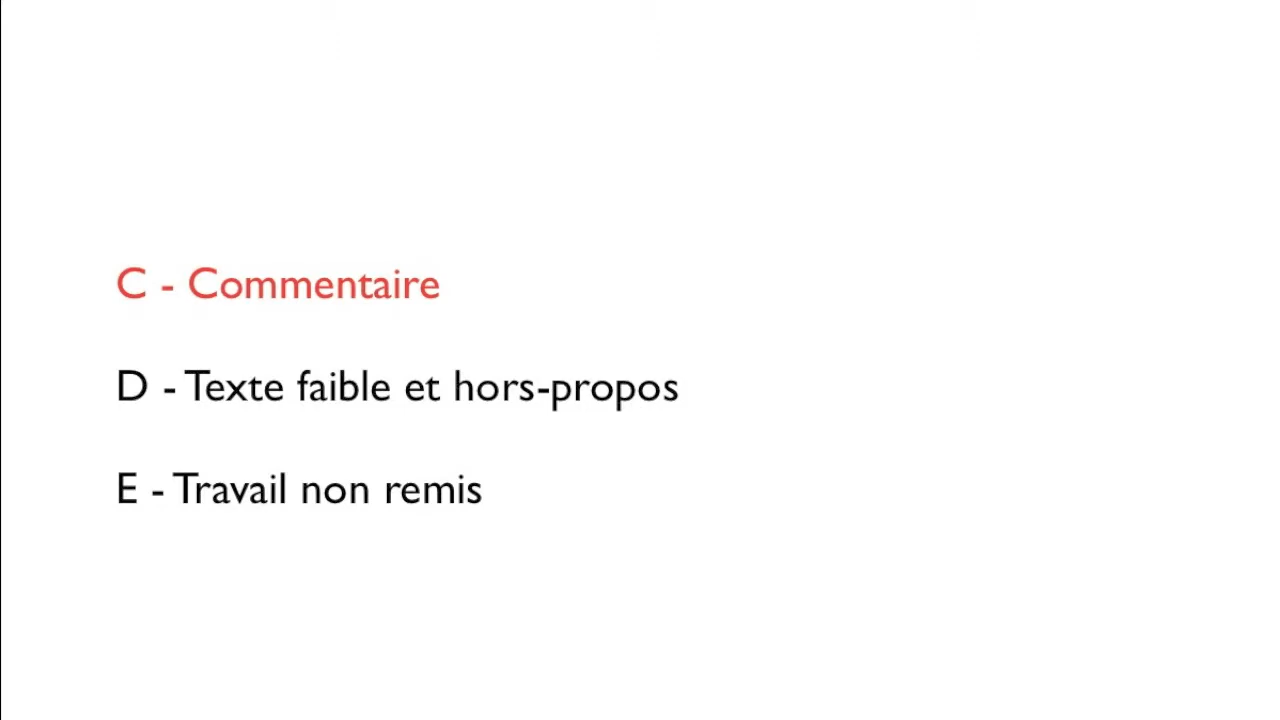 C - Commentaire
D - Texte faible et hors-propos
E - Travail non remis